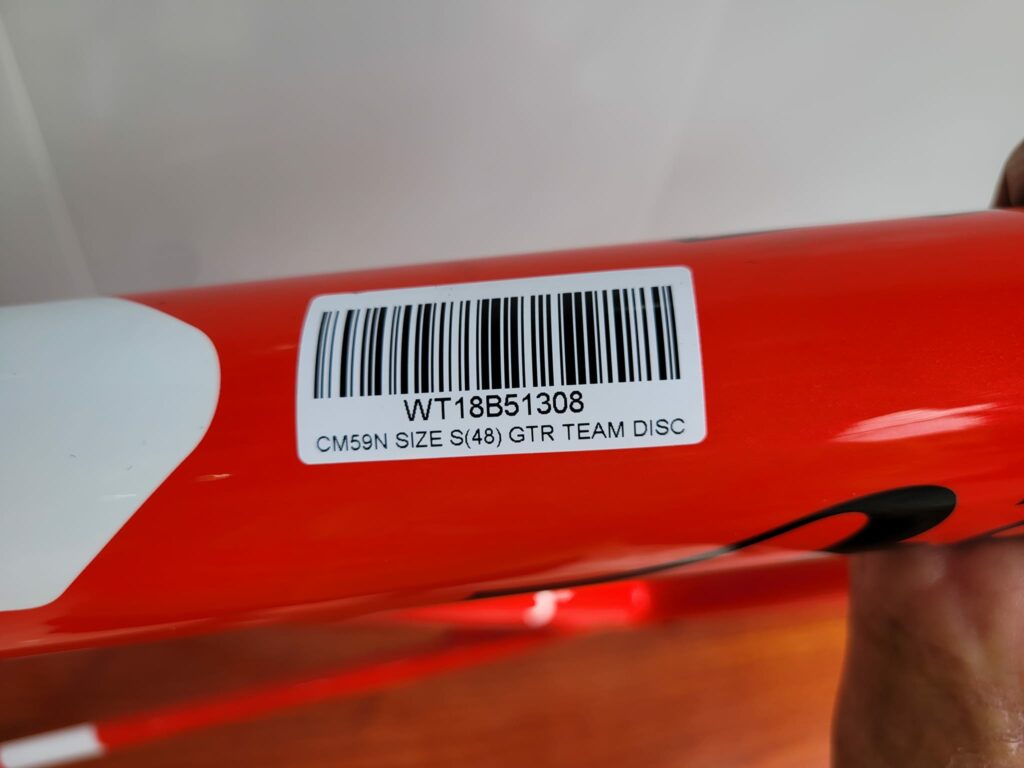 WT18B51308
CM59N SIZE S(48) GTR TEAM DISC